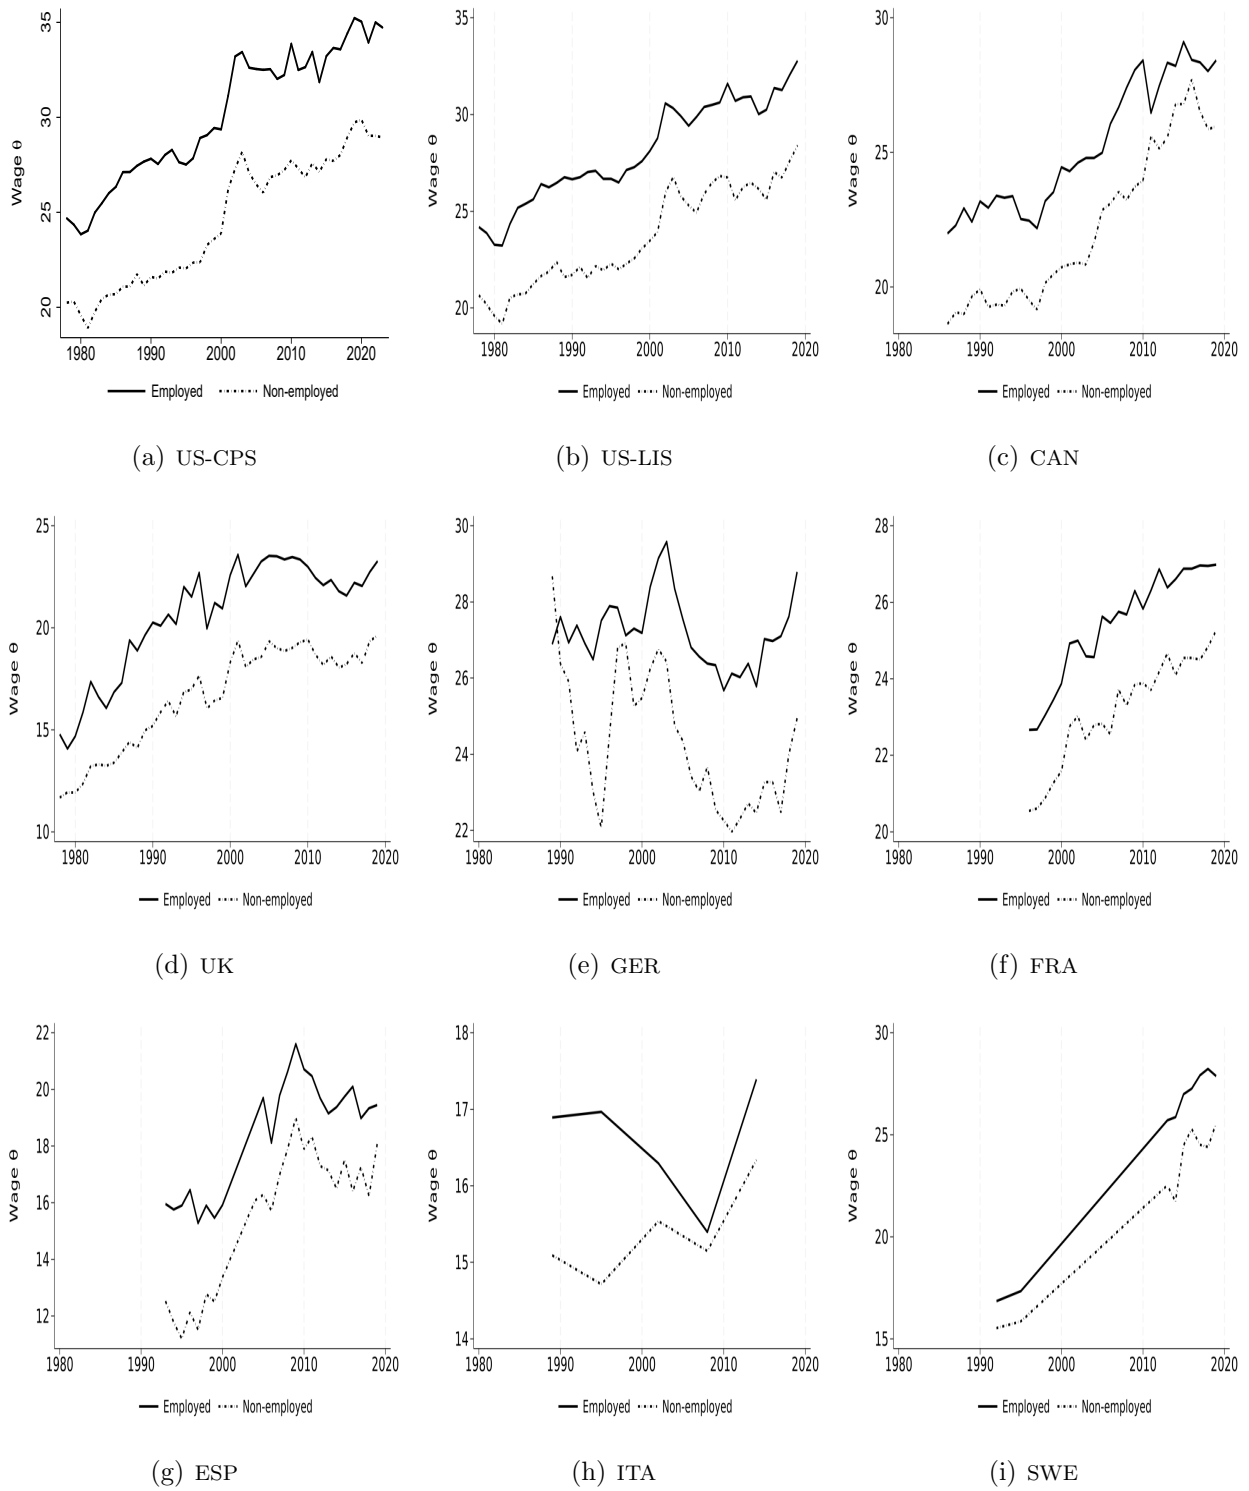 Wage θ
35
30
25
20
1980 1990 2000 2010 2020
Employed Non-employed
(a) US-CPS
Wage θ
35
30
25
20
1980 1990 2000 2010 2020
Employed Non-employed
(b) US-LIS
Wage θ
30
25
20
1980 1990 2000 2010 2020
Employed Non-employed
(c) CAN
Wage θ
25
20
15
10
1980 1990 2000 2010 2020
Employed Non-employed
(d) UK
Wage θ
30
28
26
24
22
1980 1990 2000 2010 2020
Employed Non-employed
(e) GER
Wage θ
28
26
24
22
20
1980 1990 2000 2010 2020
Employed Non-employed
(f) FRA
Wage θ
22
20
18
16
14
12
1980 1990 2000 2010 2020
Employed Non-employed
(g) ESP
Wage θ
18
17
16
15
14
1980 1990 2000 2010 2020
Employed Non-employed
(h) ITA
Wage θ
30
25
20
15
1980 1990 2000 2010 2020
Employed Non-employed
(i) SWE